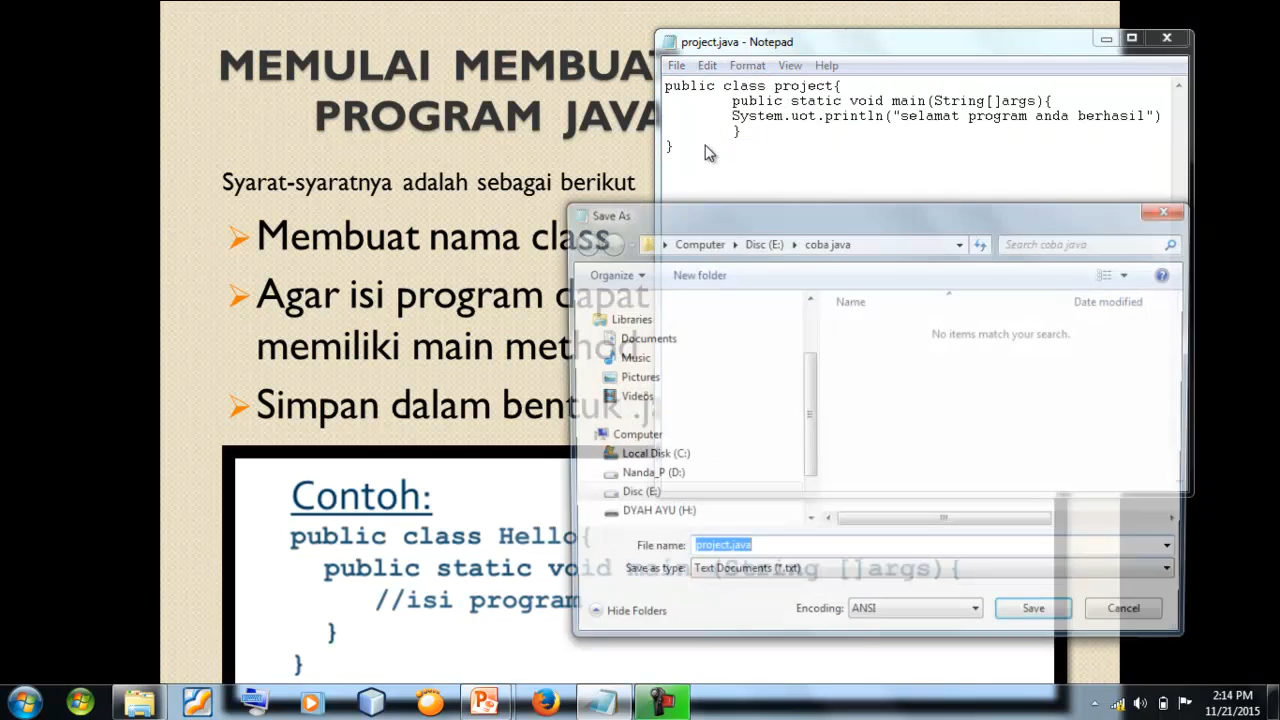 MEMULAI MEMBUA
PROGRAM JAVA
Syarat-syaratnya adalah sebagai berikut
Membuat nama class
Agar isi program dapat
memiliki main method
Simpan dalam bentuk .ja
Contoh:
public class Hello{
public static void main (String []args){
//isi program
}
}
project.java - Notepad
File Edit Format View Help
public class project{
public static void main(String[]args){
System.uot.println("selamat program anda berhasil")
}
}
Save As
Computer Disc (E:) coba java
Search coba java
Organize New folder
Name Date modified
No items match your search.
Libraries
Documents
Music
Pictures
Videos
Computer
Local Disk (C:)
Nanda_P (D:)
Disc (E:)
DYAH AYU (H:)
File name: project.java
Save as type: Text Documents (*.txt)
Hide Folders
Encoding: ANSI
Save
Cancel
2:14 PM
11/21/2015